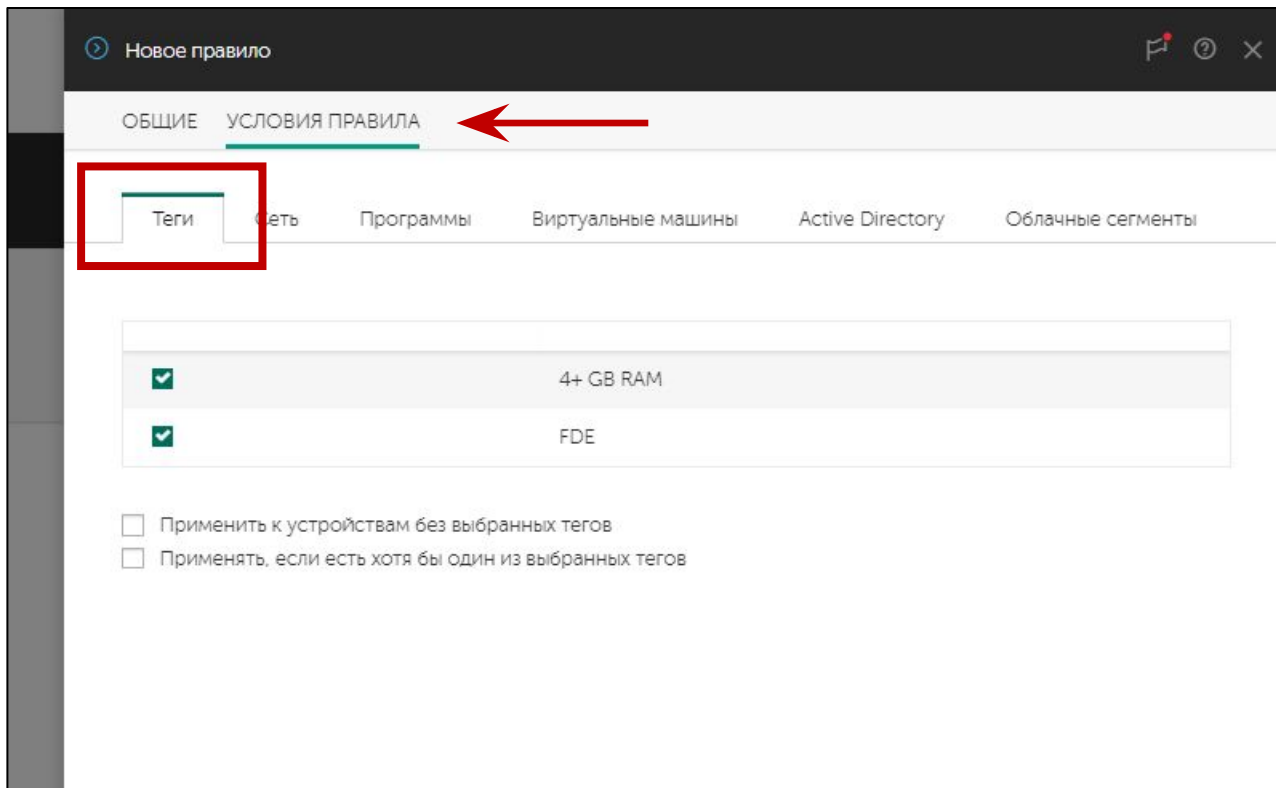 Новое правило
ОБЩИЕ УСЛОВИЯ ПРАВИЛА
Теги Сеть Программы Виртуальные машины Active Directory Облачные сегменты
4+ GB RAM
FDE
Применить к устройствам без выбранных тегов
Применять, если есть хотя бы один из выбранных тегов